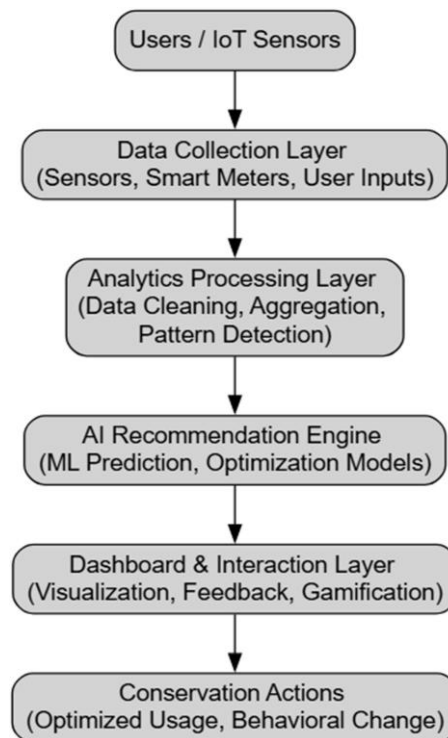 Users / IoT Sensors
Data Collection Layer
(Sensors, Smart Meters, User Inputs)
Analytics Processing Layer
(Data Cleaning, Aggregation,
Pattern Detection)
AI Recommendation Engine
(ML Prediction, Optimization Models)
Dashboard & Interaction Layer
(Visualization, Feedback, Gamification)
Conservation Actions
(Optimized Usage, Behavioral Change)